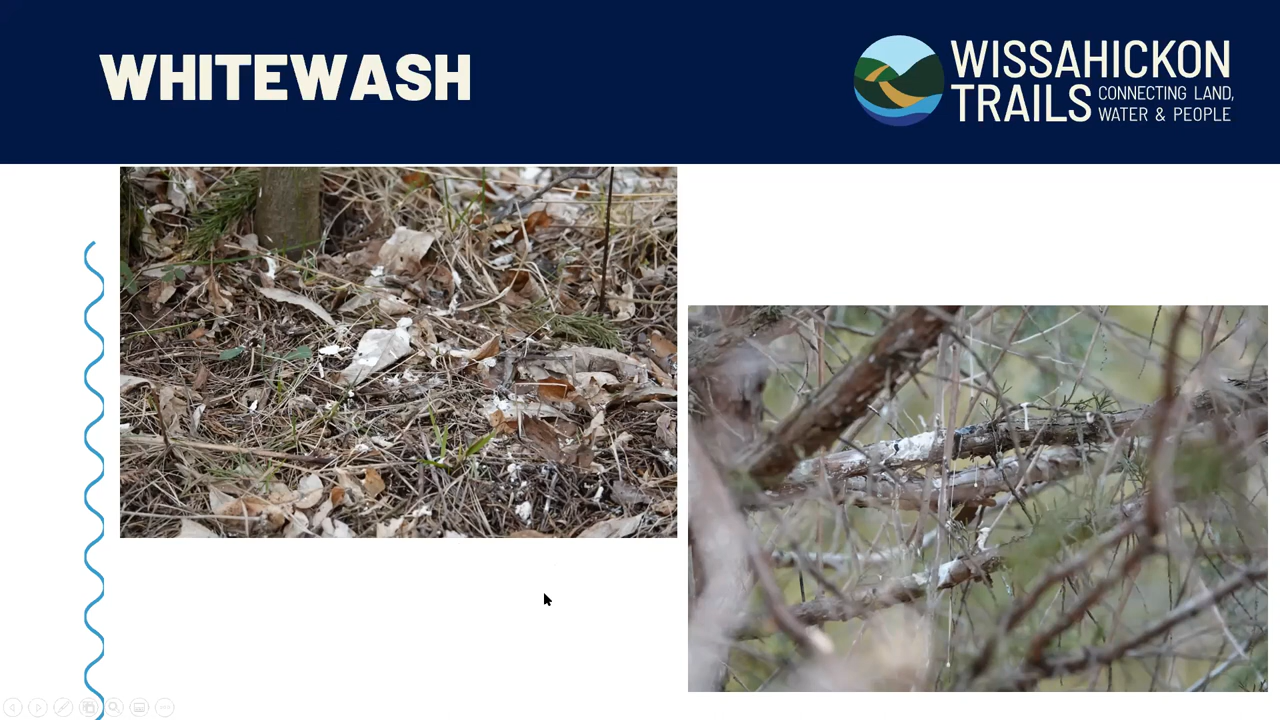 WHITEWASH
WISSAHICKON
TRAILS
CONNECTING LAND,
WATER & PEOPLE